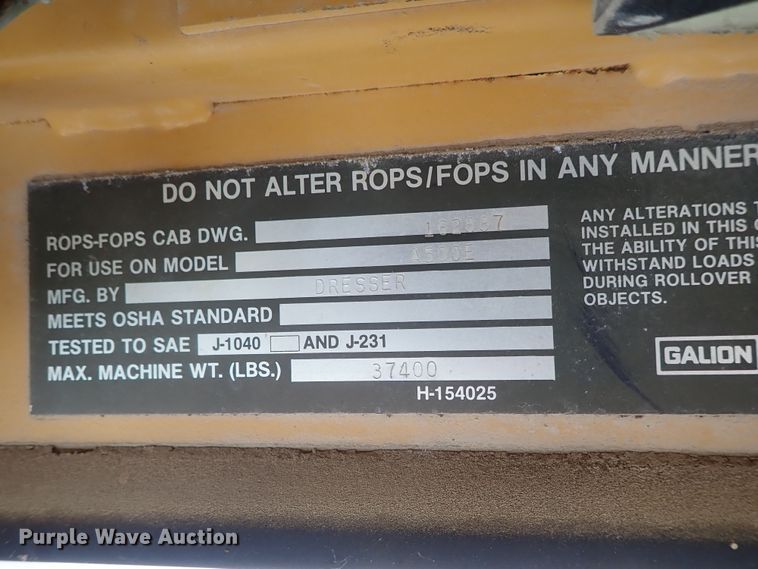 DO NOT ALTER ROPS/FOPS IN ANY MANNER
ROPS-FOPS CAB DWG.
FOR USE ON MODEL A500E
MFG. BY DRESSER
MEETS OSHA STANDARD
TESTED TO SAE J-1040 AND J-231
MAX. MACHINE WT. (LBS.) 37400
H-154025
ANY ALTERATIONS
INSTALLED IN THIS
THE ABILITY OF THIS
WITHSTAND LOADS
DURING ROLLOVER
OBJECTS.
GALION
Purple Wave Auction